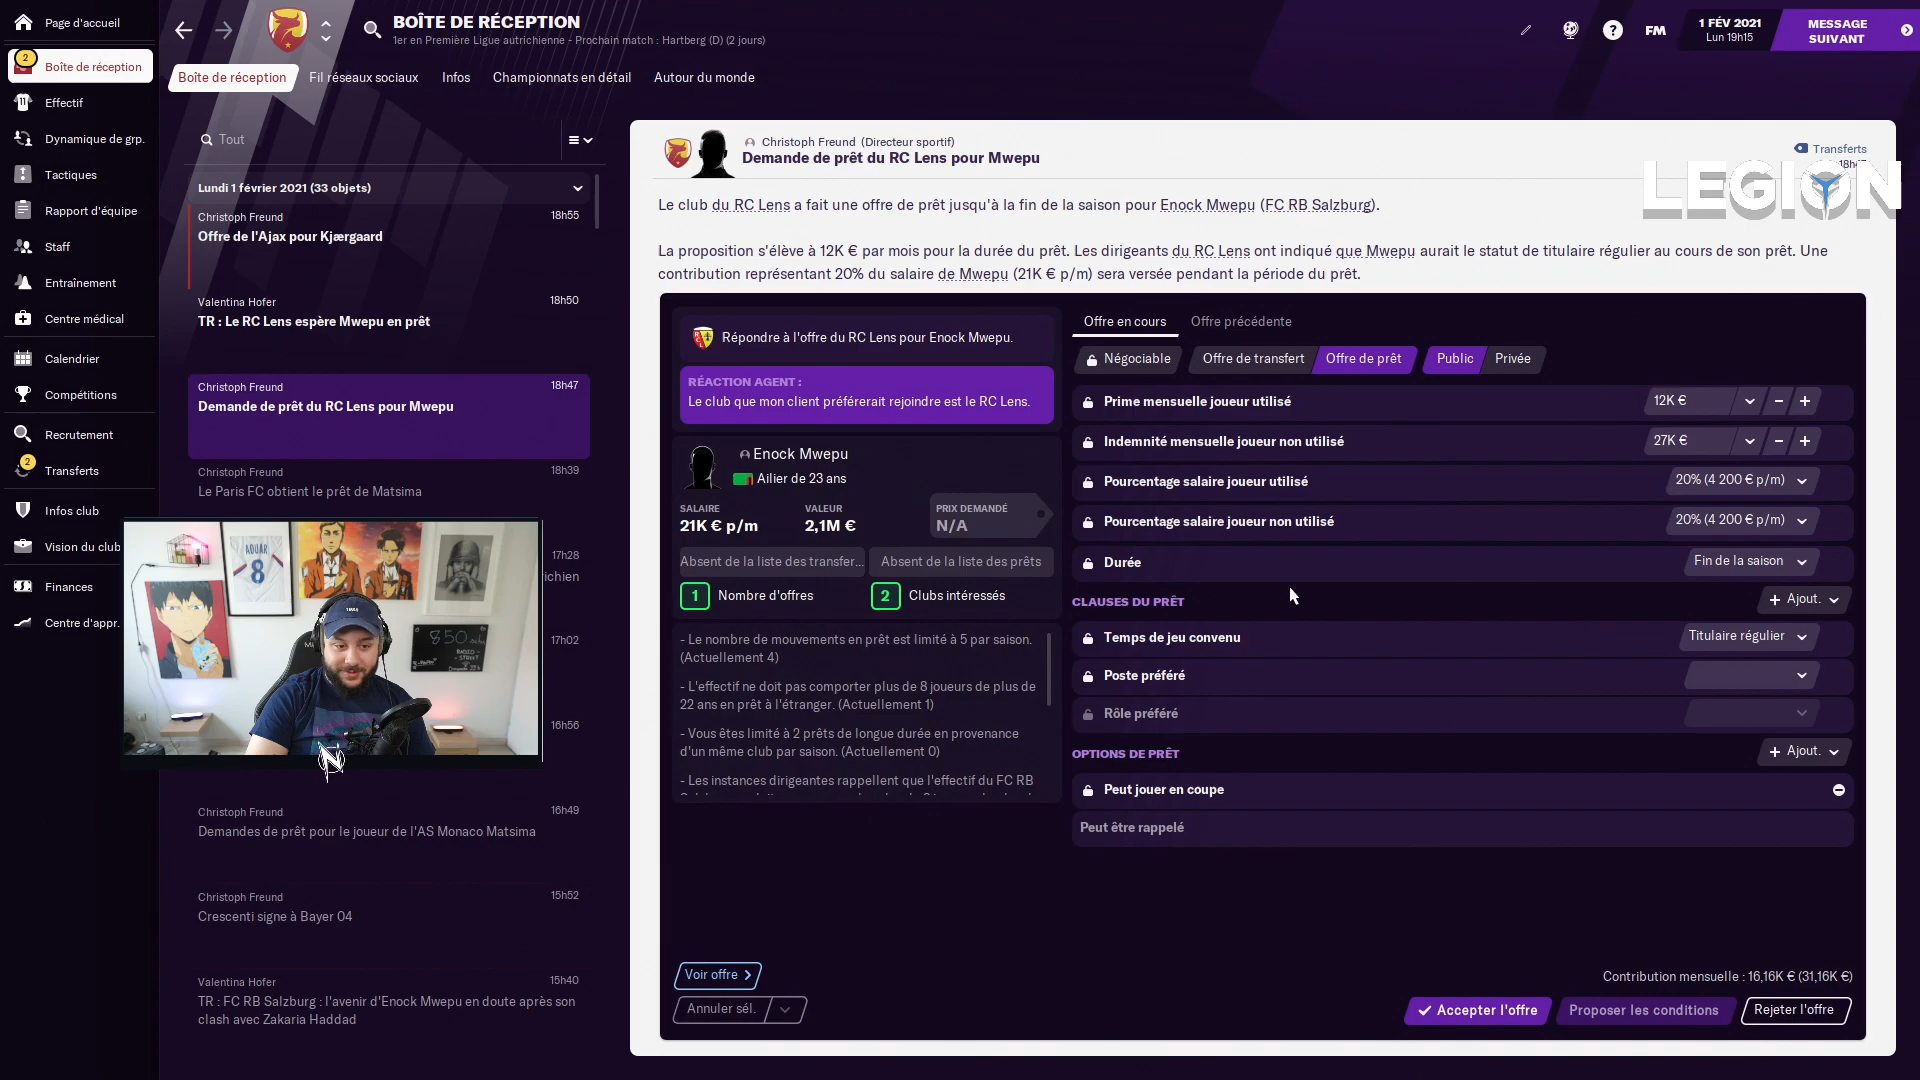 Page d'accueil
2
Boîte de réception
Effectif
Dynamique de grp.
Tactiques
Rapport d'équipe
Staff
Entraînement
Centre médical
Calendrier
Compétitions
Recrutement
2
Transferts
Infos club
Vision du club
Finances
Centre d'appr.
BOÎTE DE RÉCEPTION
1er en Première Ligue autrichienne - Prochain match : Hartberg (D) (2 jours)
FM
1 FÉV 2021
Lun 19h15
MESSAGE
SUIVANT
Boîte de réception
Fil réseaux sociaux
Infos
Championnats en détail
Autour du monde
Tout
Lundi 1 février 2021 (33 objets)
Christoph Freund 18h55
Offre de l'Ajax pour Kjærgaard
Valentina Hofer 18h50
TR : Le RC Lens espère Mwepu en prêt
Christoph Freund 18h47
Demande de prêt du RC Lens pour Mwepu
Christoph Freund 18h39
Le Paris FC obtient le prêt de Matsima
17h28
ichien
17h02
16h56
Christoph Freund 16h49
Demandes de prêt pour le joueur de l'AS Monaco Matsima
Christoph Freund 15h52
Crescenti signe à Bayer 04
Valentina Hofer 15h40
TR : FC RB Salzburg : l'avenir d'Enock Mwepu en doute après son
clash avec Zakaria Haddad
AOUAR
8
850
N
Christoph Freund (Directeur sportif)
Demande de prêt du RC Lens pour Mwepu
Transferts
LEGION
Le club du RC Lens a fait une offre de prêt jusqu'à la fin de la saison pour Enock Mwepu (FC RB Salzburg).
La proposition s'élève à 12K € par mois pour la durée du prêt. Les dirigeants du RC Lens ont indiqué que Mwepu aurait le statut de titulaire régulier au cours de son prêt. Une
contribution représentant 20% du salaire de Mwepu (21K € p/m) sera versée pendant la période du prêt.
Répondre à l'offre du RC Lens pour Enock Mwepu.
RÉACTION AGENT :
Le club que mon client préférerait rejoindre est le RC Lens.
Enock Mwepu
Ailier de 23 ans
SALAIRE
21K € p/m
VALEUR
2,1M €
PRIX DEMANDÉ
N/A
Absent de la liste des transfer...
Absent de la liste des prêts
1 Nombre d'offres
2 Clubs intéressés
- Le nombre de mouvements en prêt est limité à 5 par saison.
(Actuellement 4)
- L'effectif ne doit pas comporter plus de 8 joueurs de plus de
22 ans en prêt à l'étranger. (Actuellement 1)
- Vous êtes limité à 2 prêts de longue durée en provenance
d'un même club par saison. (Actuellement 0)
- Les instances dirigeantes rappellent que l'effectif du FC RB
Offre en cours
Offre précédente
Négociable
Offre de transfert
Offre de prêt
Public
Privée
Prime mensuelle joueur utilisé 12K €
Indemnité mensuelle joueur non utilisé 27K €
Pourcentage salaire joueur utilisé 20% (4 200 € p/m)
Pourcentage salaire joueur non utilisé 20% (4 200 € p/m)
Durée Fin de la saison
CLAUSES DU PRÊT + Ajout.
Temps de jeu convenu Titulaire régulier
Poste préféré
Rôle préféré
OPTIONS DE PRÊT + Ajout.
Peut jouer en coupe
Peut être rappelé
Voir offre
Annuler sél.
Contribution mensuelle : 16,16K € (31,16K €)
Accepter l'offre
Proposer les conditions
Rejeter l'offre